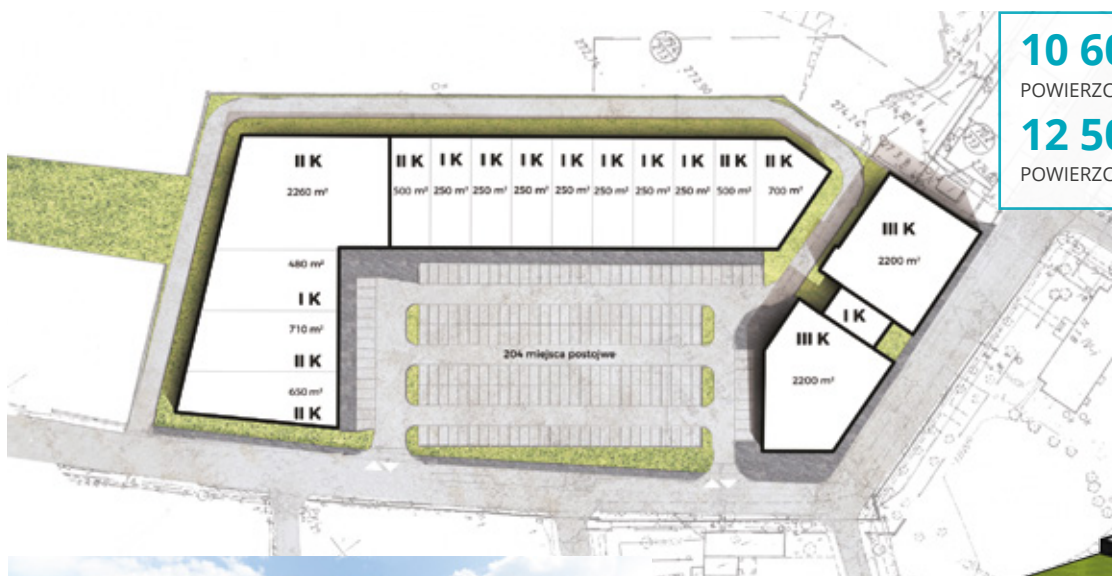 10 60
POWIERZC
12 50
POWIERZC
II K
2260 m²
II K I K I K I K I K I K I K I K II K II K
500 m² 250 m² 250 m² 250 m² 250 m² 250 m² 250 m² 250 m² 500 m² 700 m²
III K
2200 m²
480 m²
I K
710 m²
I K
III K
2200 m²
204 miejsca postojwe
II K
650 m²
II K